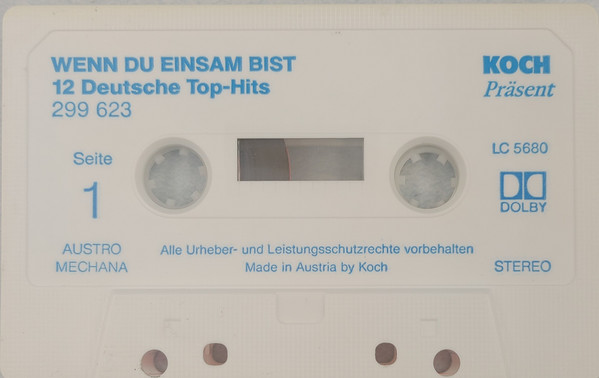 WENN DU EINSAM BIST
12 Deutsche Top-Hits
299 623
KOCH
Präsent
Seite
1
LC 5680
DOLBY
AUSTRO
MECHANA
Alle Urheber- und Leistungsschutzrechte vorbehalten
Made in Austria by Koch
STEREO